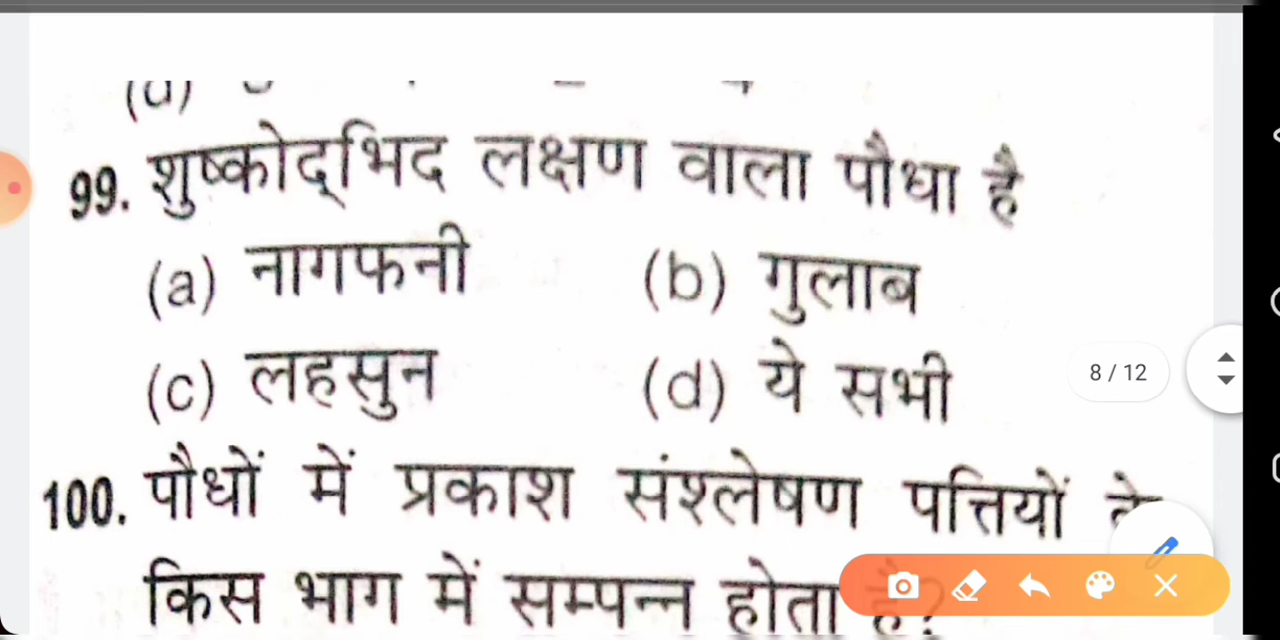 99. शुष्कोद्भिद लक्षण वाला पौधा है
(a) नागफनी (b) गुलाब
(c) लहसुन (d) ये सभी
8 / 12
100. पौधों में प्रकाश संश्लेषण पत्तियों के
किस भाग में सम्पन्न होता है?